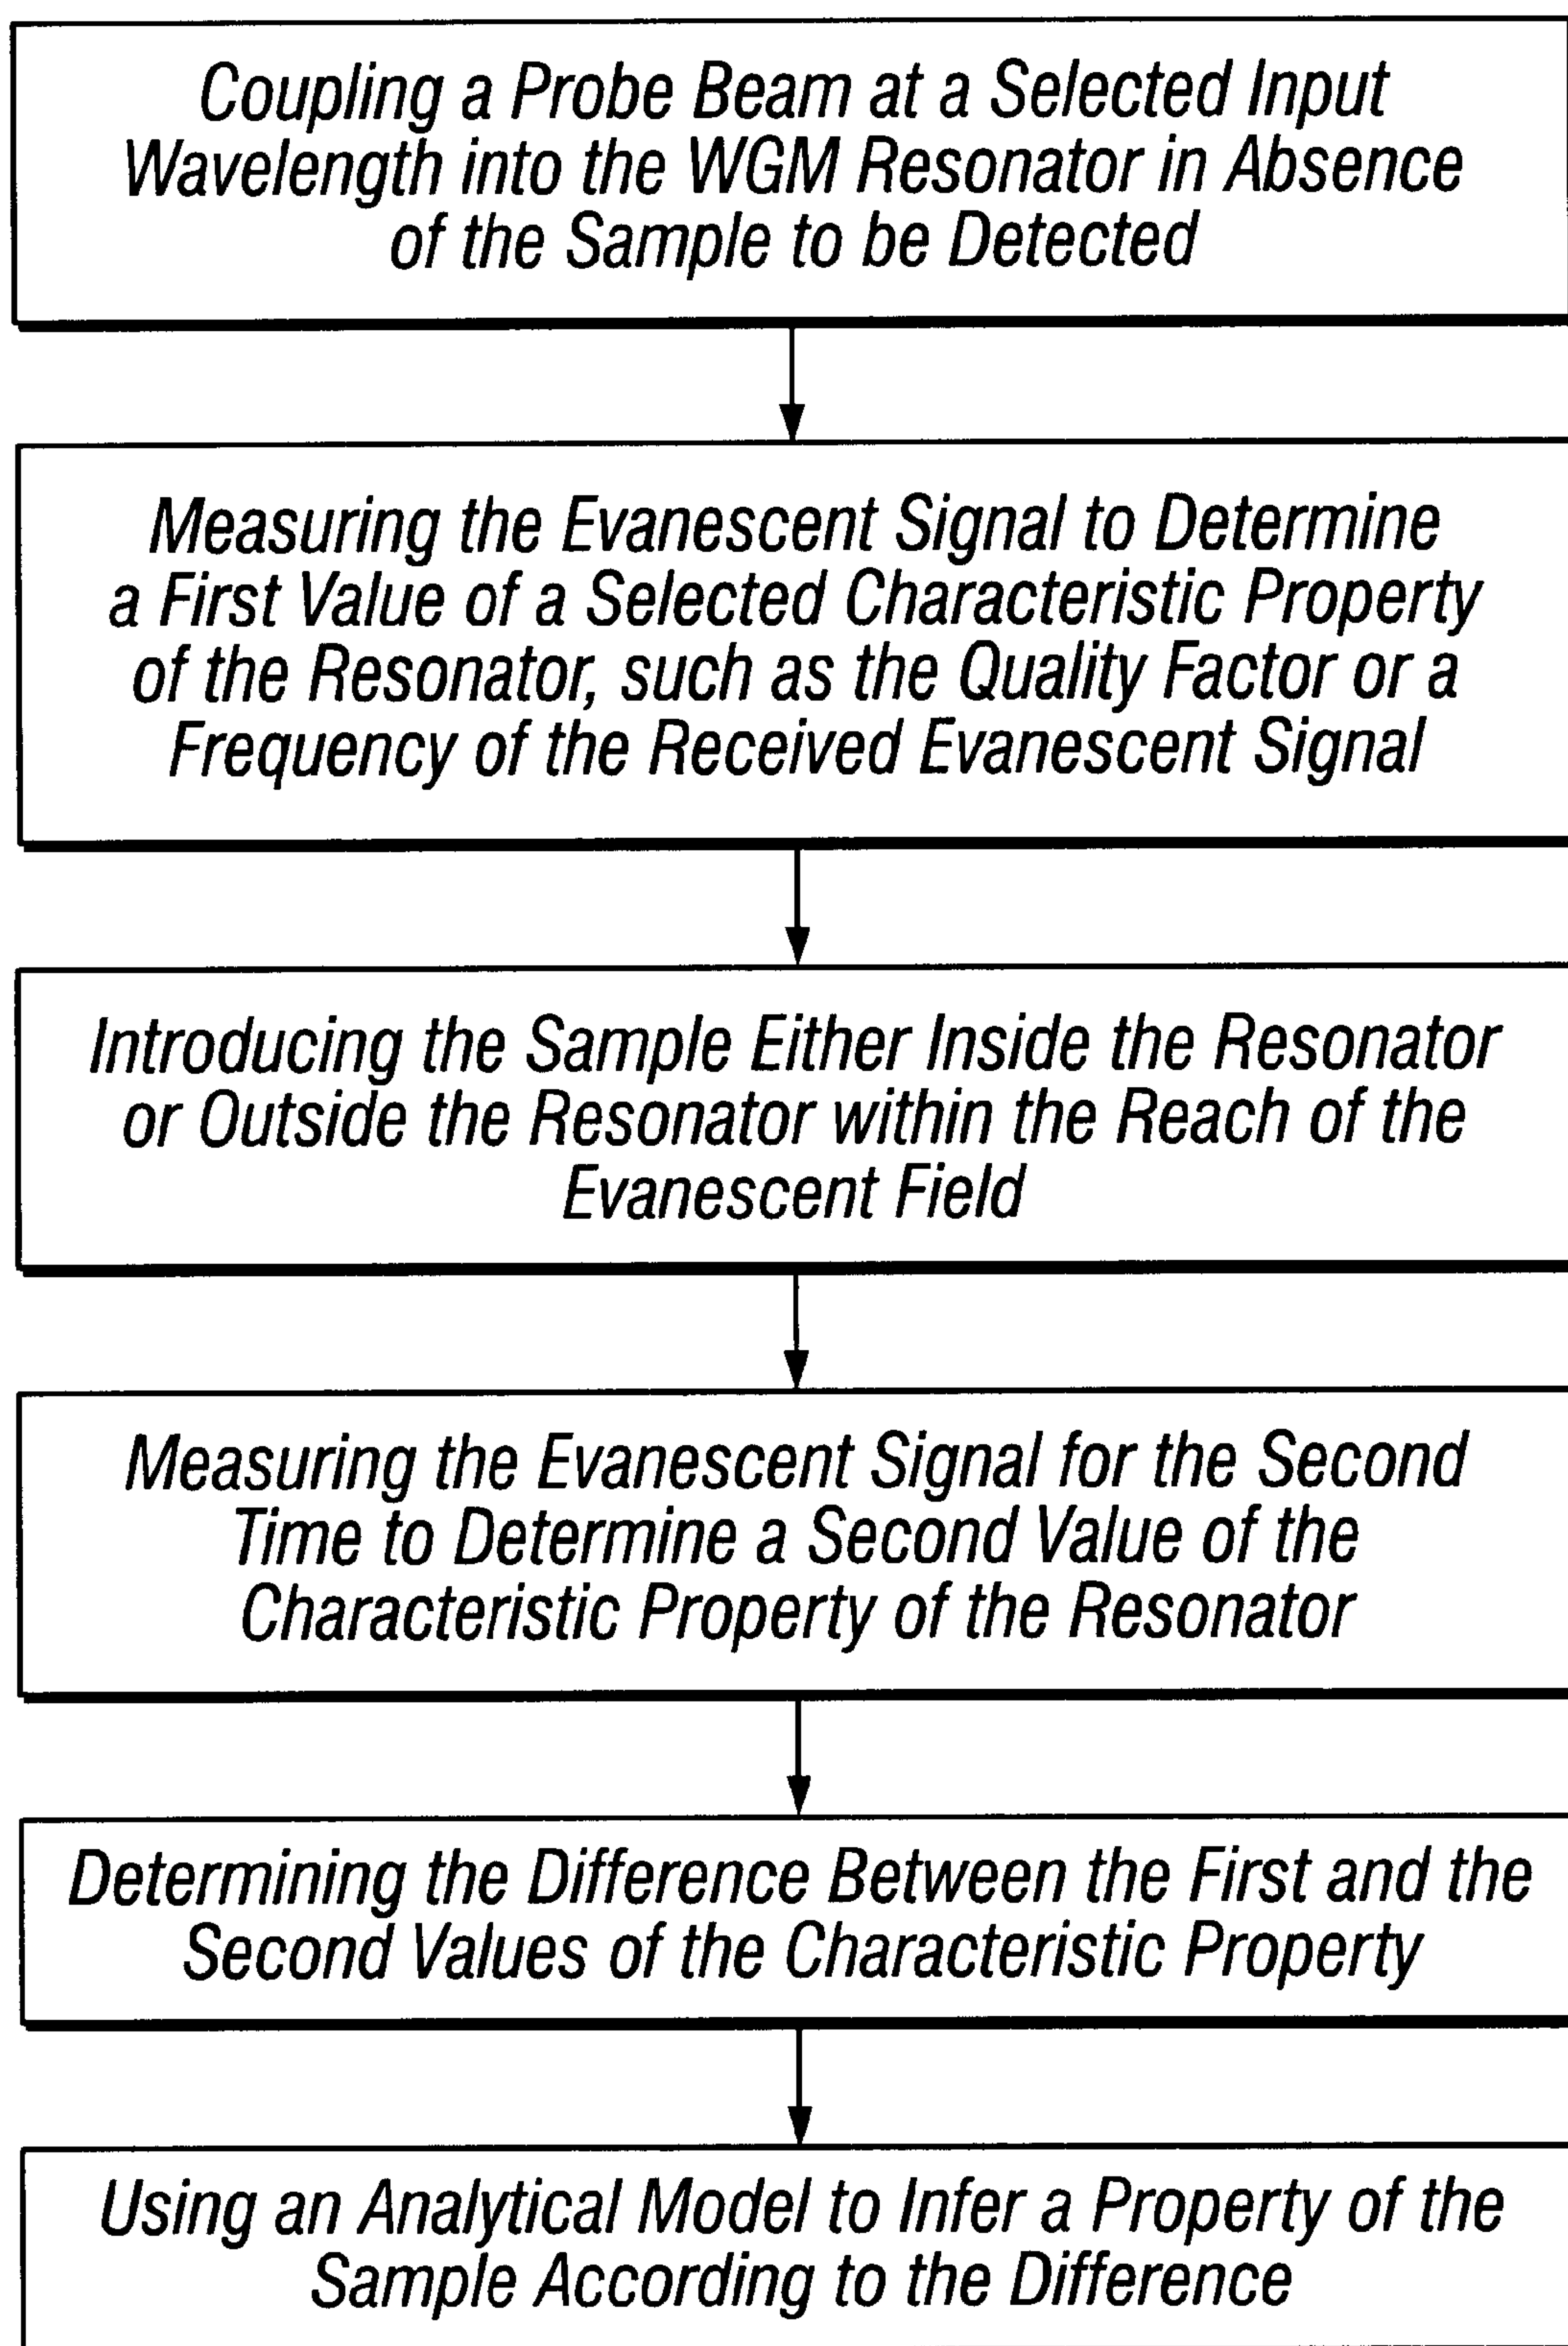 Coupling a Probe Beam at a Selected Input
Wavelength into the WGM Resonator in Absence
of the Sample to be Detected
Measuring the Evanescent Signal to Determine
a First Value of a Selected Characteristic Property
of the Resonator, such as the Quality Factor or a
Frequency of the Received Evanescent Signal
Introducing the Sample Either Inside the Resonator
or Outside the Resonator within the Reach of the
Evanescent Field
Measuring the Evanescent Signal for the Second
Time to Determine a Second Value of the
Characteristic Property of the Resonator
Determining the Difference Between the First and the
Second Values of the Characteristic Property
Using an Analytical Model to Infer a Property of the
Sample According to the Difference